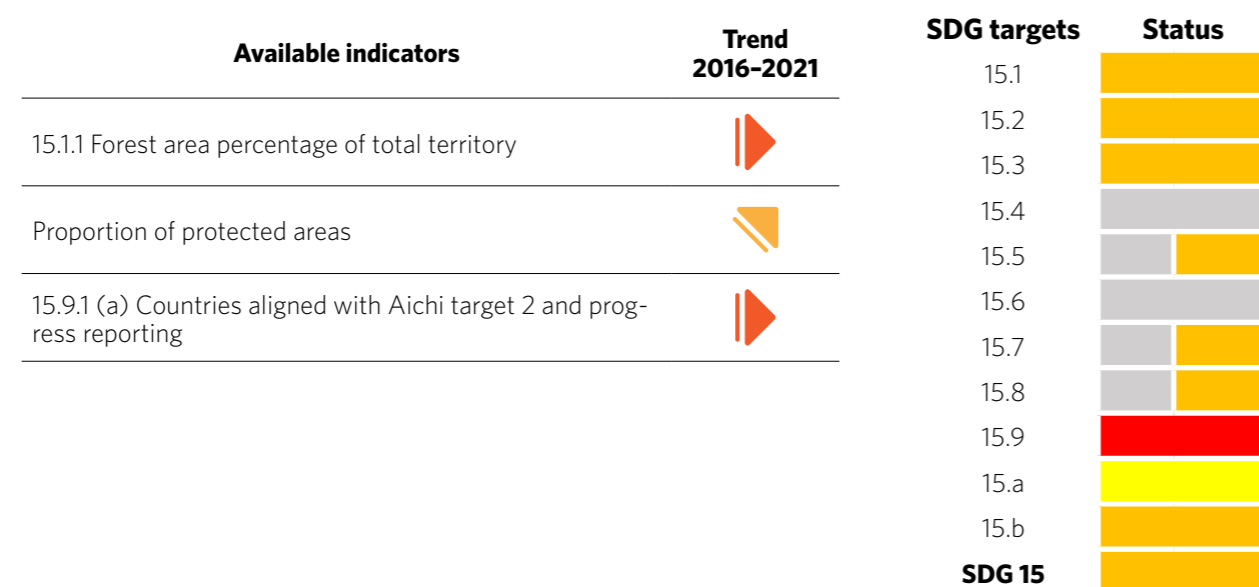 Available indicators
Trend
2016–2021
15.1.1 Forest area percentage of total territory
Proportion of protected areas
15.9.1 (a) Countries aligned with Aichi target 2 and prog-
ress reporting
SDG targets
Status
15.1
15.2
15.3
15.4
15.5
15.6
15.7
15.8
15.9
15.a
15.b
SDG 15